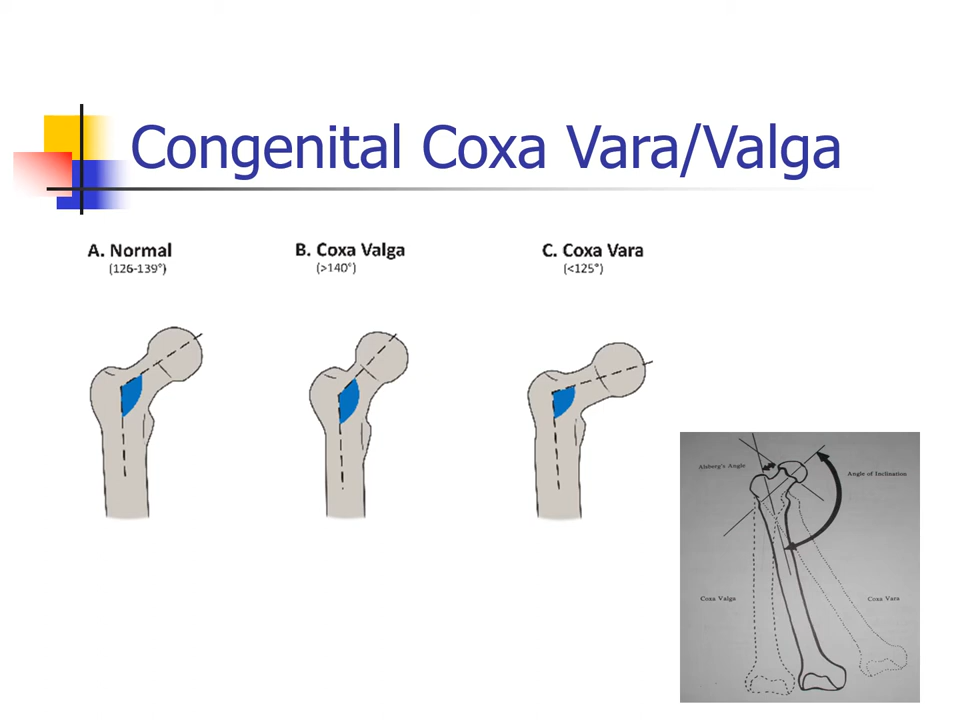 Congenital Coxa Vara/Valga
A. Normal
(126-139°)
B. Coxa Valga
(>140°)
C. Coxa Vara
(<125°)
Alsberg's Angle
Angle of Inclination
Coxa Valga
Coxa Vara